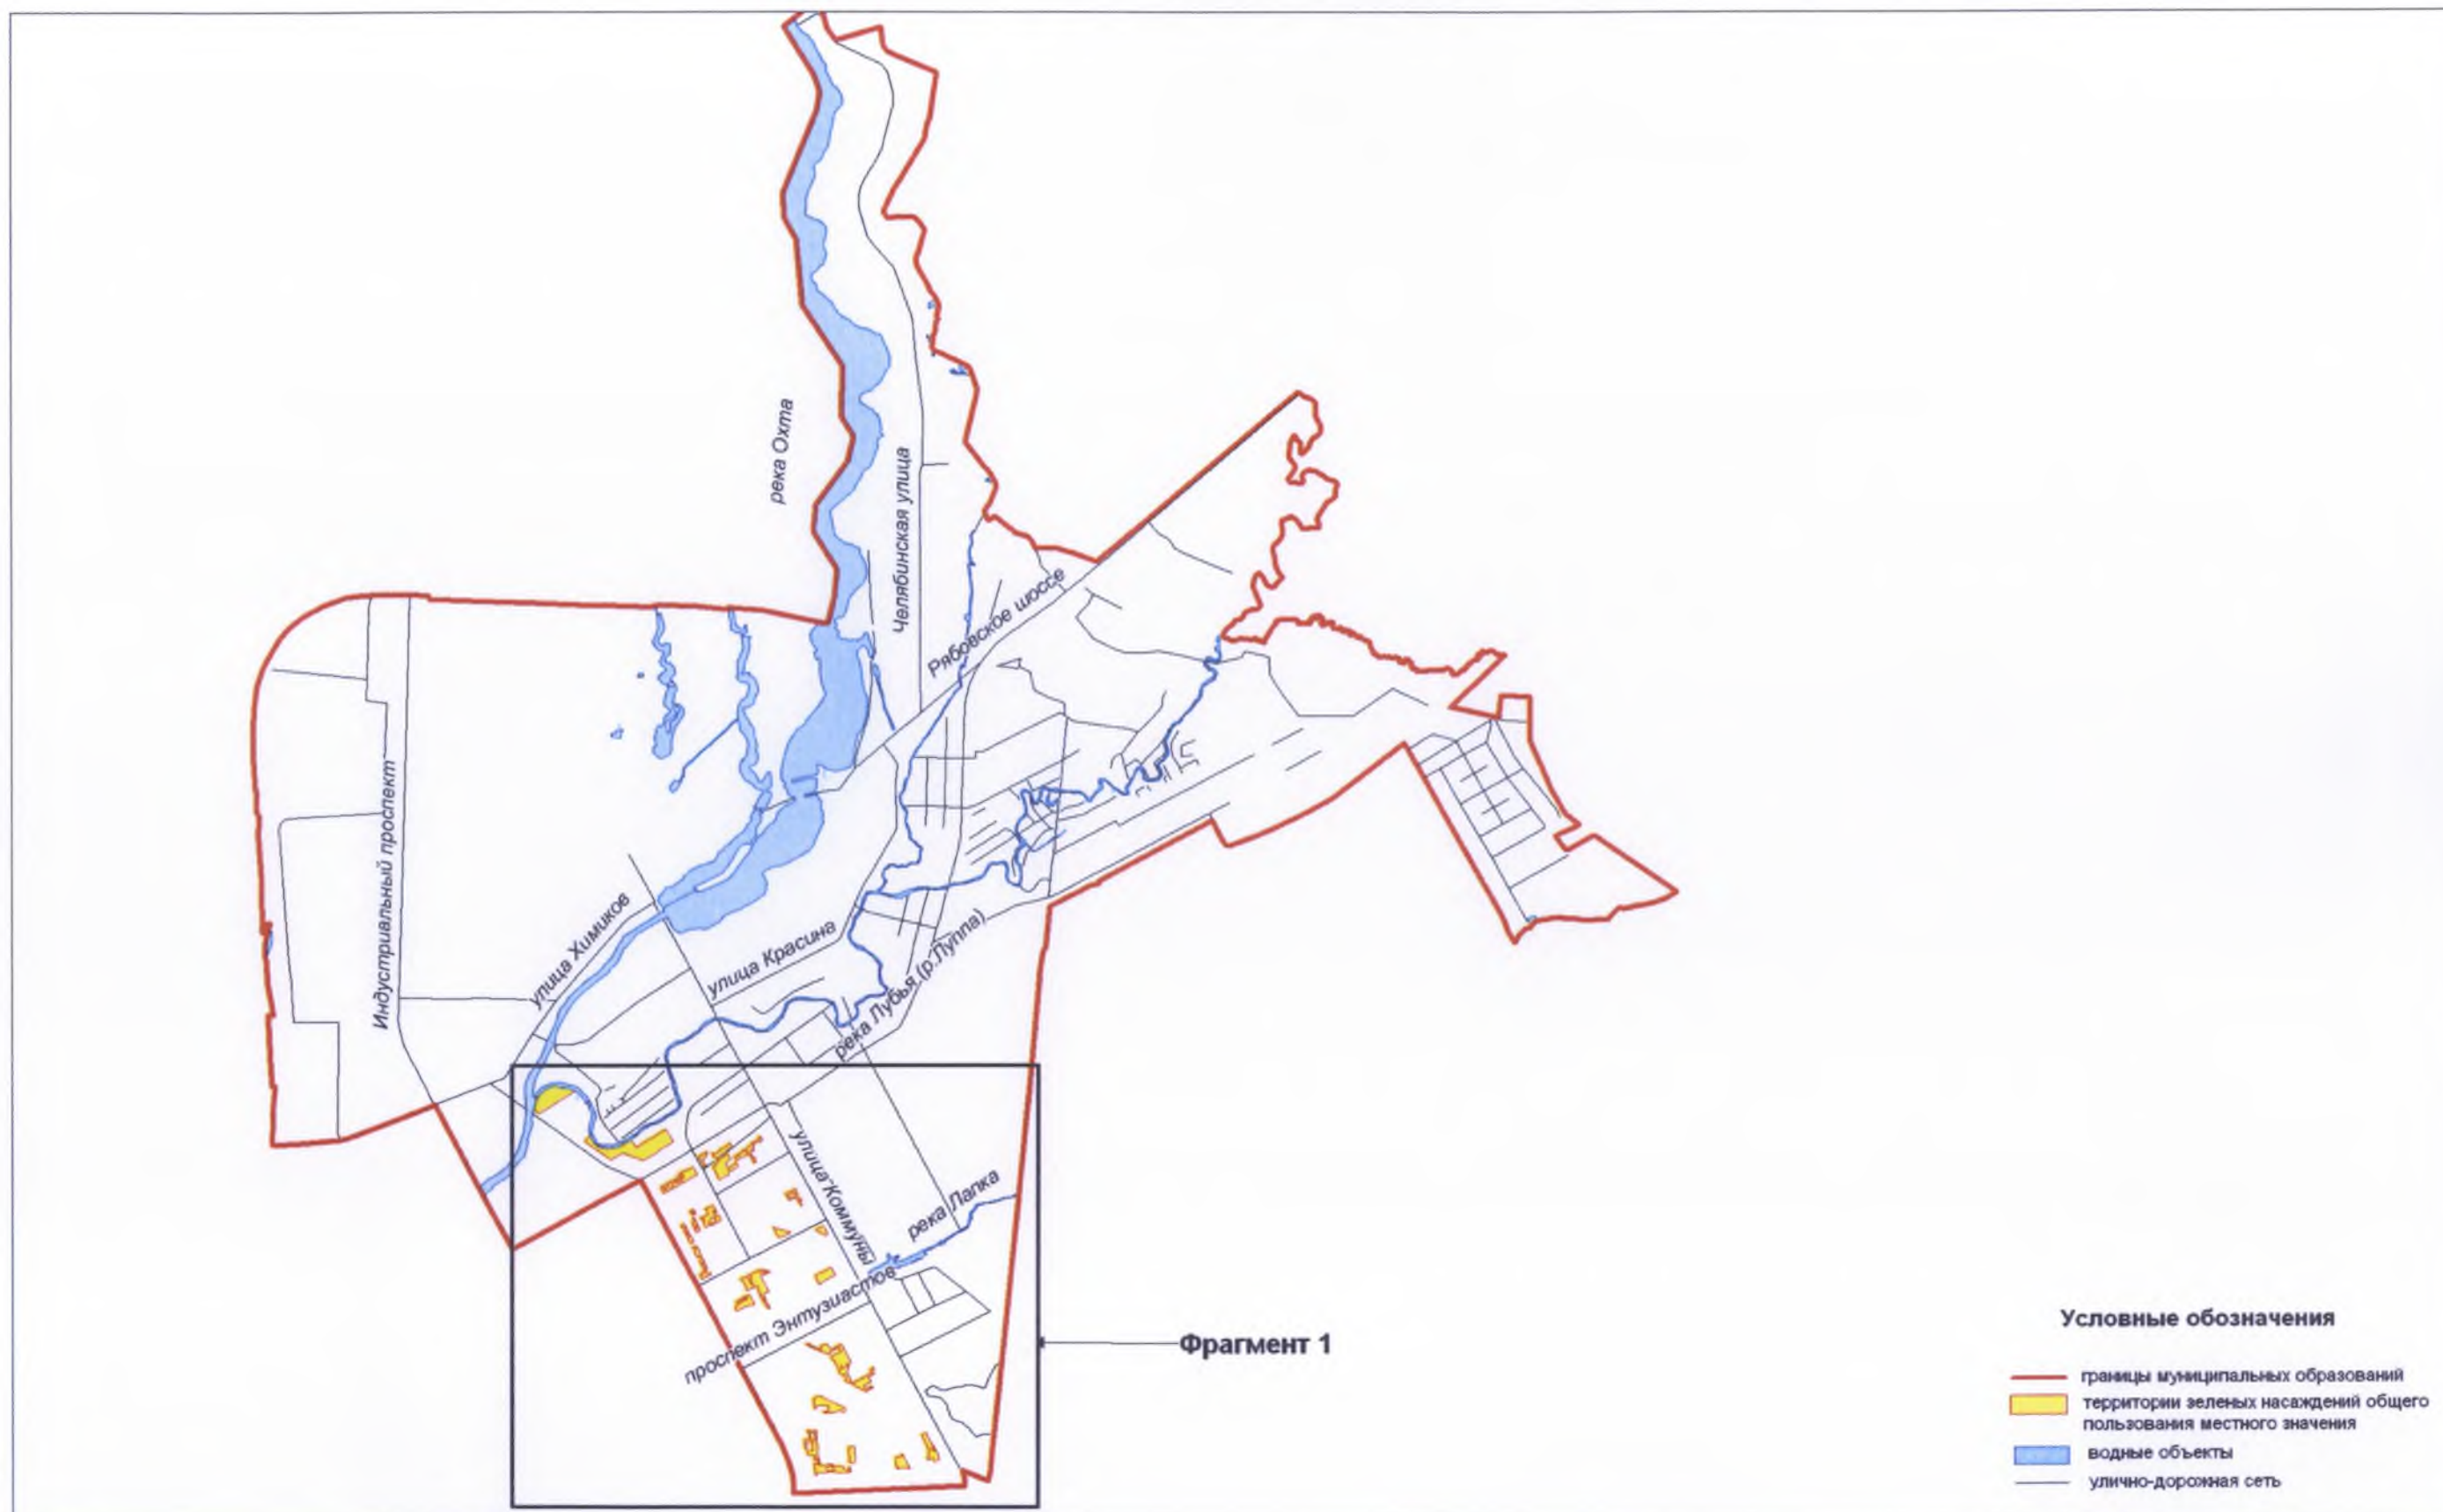 река Охта
Челябинская улица
Рябовское шоссе
Индустриальный проспект
улица Химиков
улица Красина
река Лубья (р.Луппа)
улица Коммуны
река Лапка
проспект Энтузиастов
Фрагмент 1
Условные обозначения
границы муниципальных образований
территории зеленых насаждений общего
пользования местного значения
водные объекты
улично-дорожная сеть